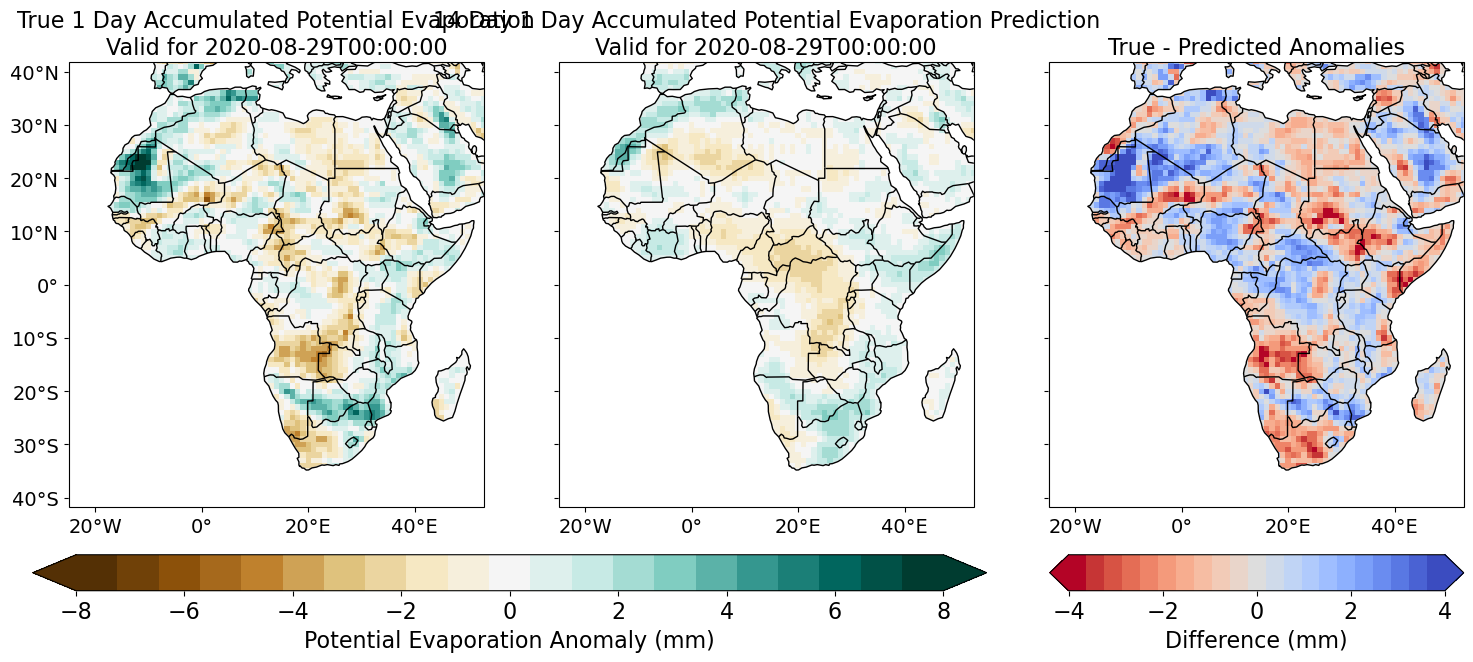 True 1 Day Accumulated Potential Evaporation
Valid for 2020-08-29T00:00:00
14 Day 1 Day Accumulated Potential Evaporation Prediction
Valid for 2020-08-29T00:00:00
True - Predicted Anomalies
40°N
30°N
20°N
10°N
0°
10°S
20°S
30°S
40°S
20°W 0° 20°E 40°E
20°W 0° 20°E 40°E
20°W 0° 20°E 40°E
−8 −6 −4 −2 0 2 4 6 8
Potential Evaporation Anomaly (mm)
−4 −2 0 2 4
Difference (mm)